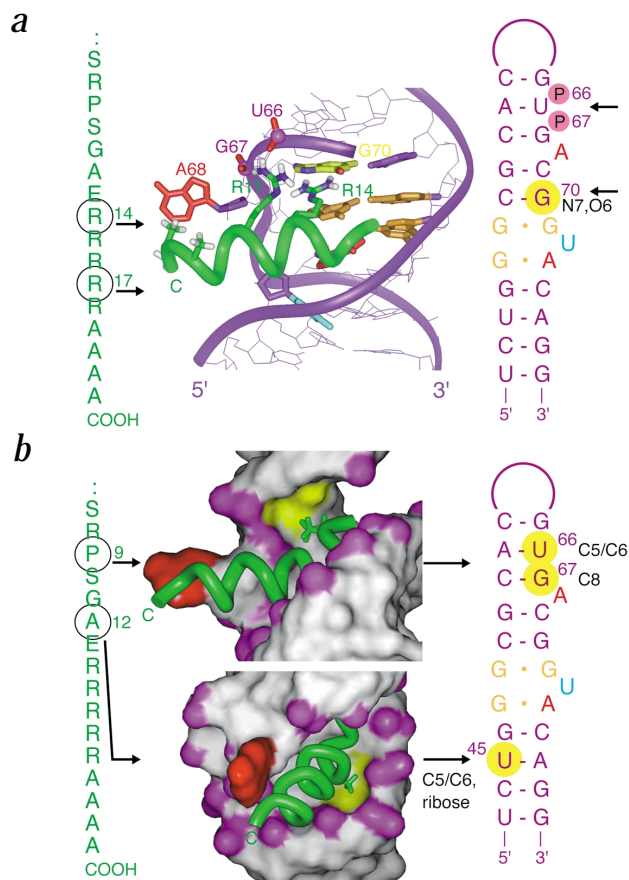 a
:
S
R
P
S
G
A
E
R 14
R
R
R 17
R
A
A
A
A
COOH
U66
G67
G70
A68
R17
R14
C
5'
3'
C - G
P 66
A - U
P 67
C - G
A
G - C
C - G 70
N7,O6
G · G
U
G A
G - C
U - A
C - G
U - G
5' 3'
b
:
S
R
P 9
S
G
A 12
E
R
R
R
R
R
A
A
A
A
COOH
C
C
C5/C6,
ribose
C - G
A - U 66 C5/C6
C - G 67 C8
A
G - C
C - G
G · G
U
G · A
G - C
45 U - A
C - G
U - G
5' 3'